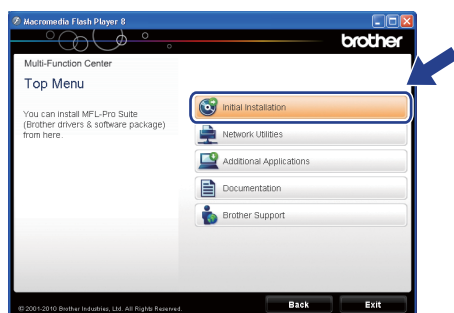 Macromedia Flash Player 8
brother
Multi-Function Center
Top Menu
You can install MFL-Pro Suite
(Brother drivers & software package)
from here.
Initial Installation
Network Utilities
Additional Applications
Documentation
Brother Support
© 2001-2010 Brother Industries, Ltd. All Rights Reserved.
Back
Exit